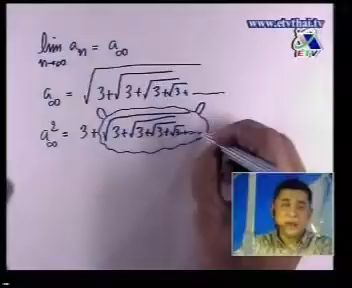 www.etvthai.tv
ETV
lim aₙ = a∞
n→∞
a∞ = √3+√3+√3+√3+ ——
a∞² = 3+√3+√3+√3+√3+---